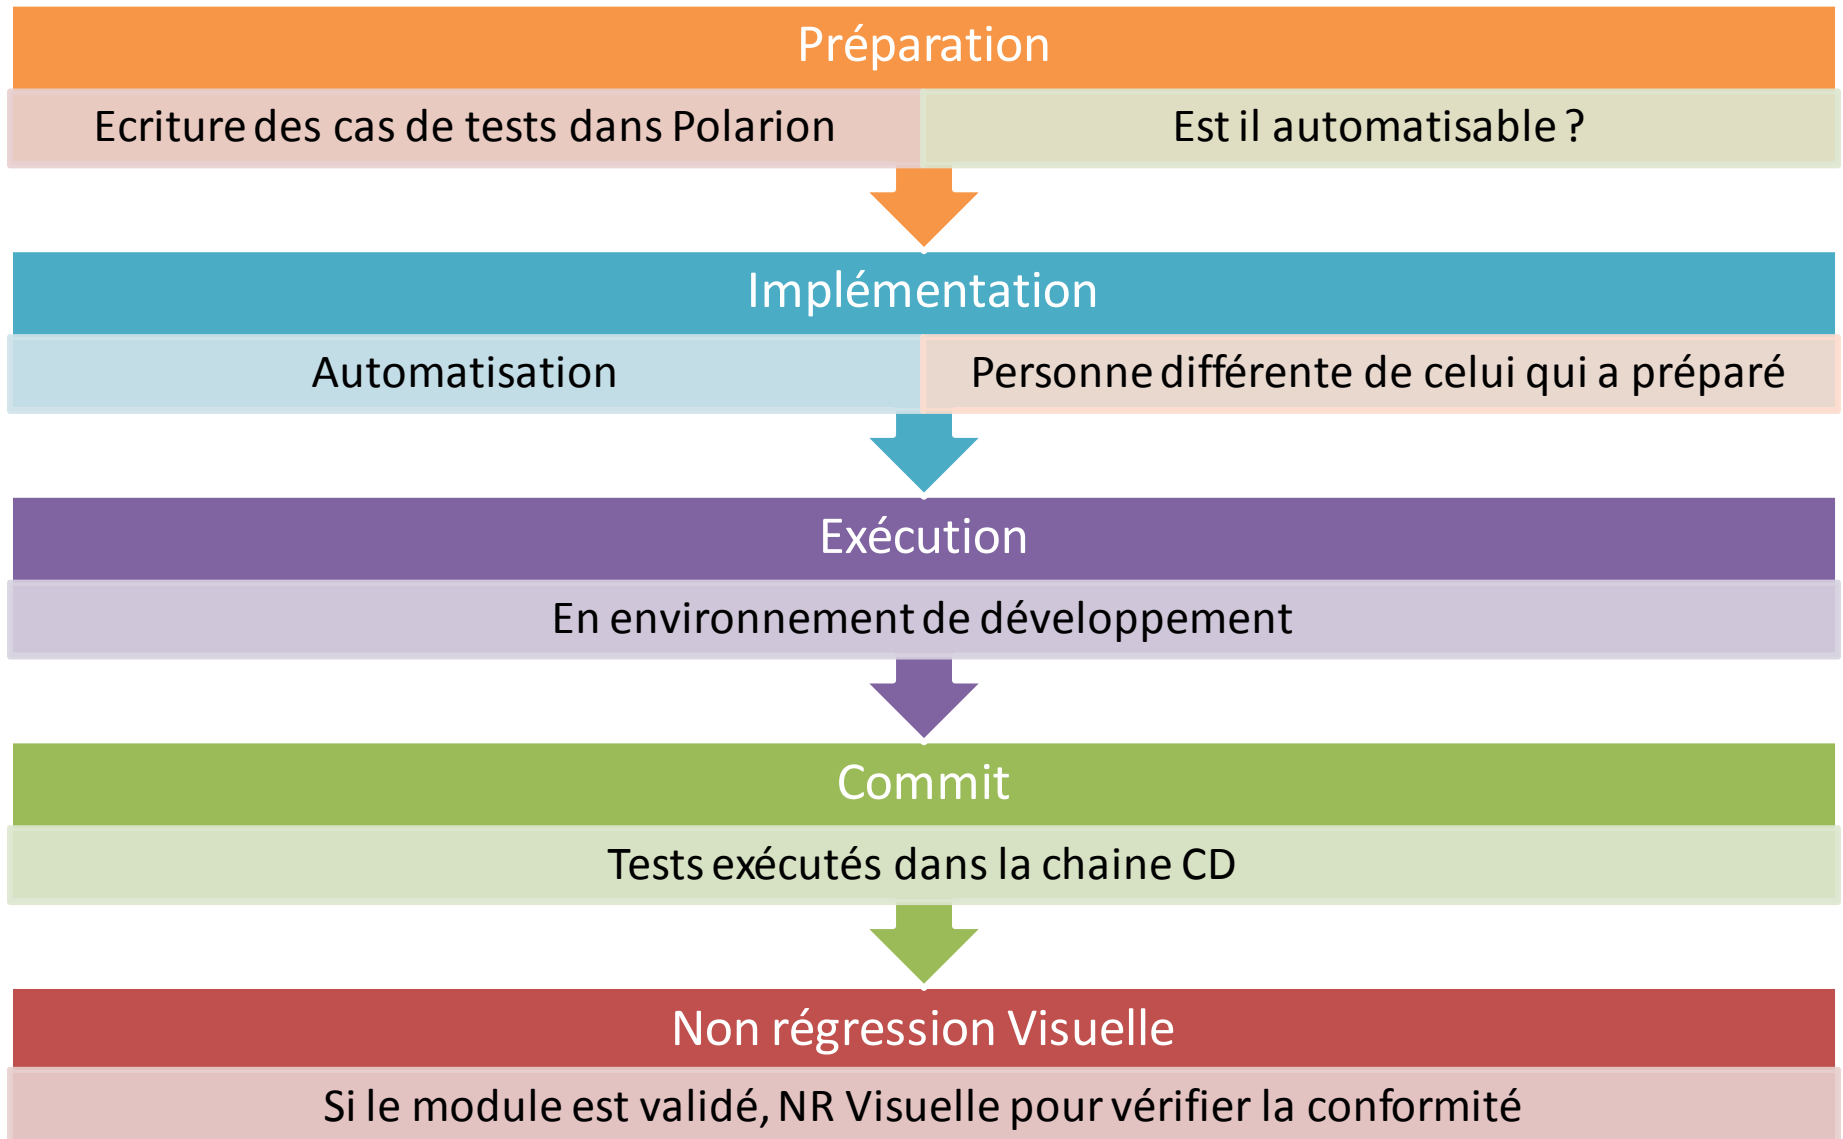 Préparation
Ecriture des cas de tests dans Polarion
Est il automatisable ?
Implémentation
Automatisation
Personne différente de celui qui a préparé
Exécution
En environnement de développement
Commit
Tests exécutés dans la chaine CD
Non régression Visuelle
Si le module est validé, NR Visuelle pour vérifier la conformité